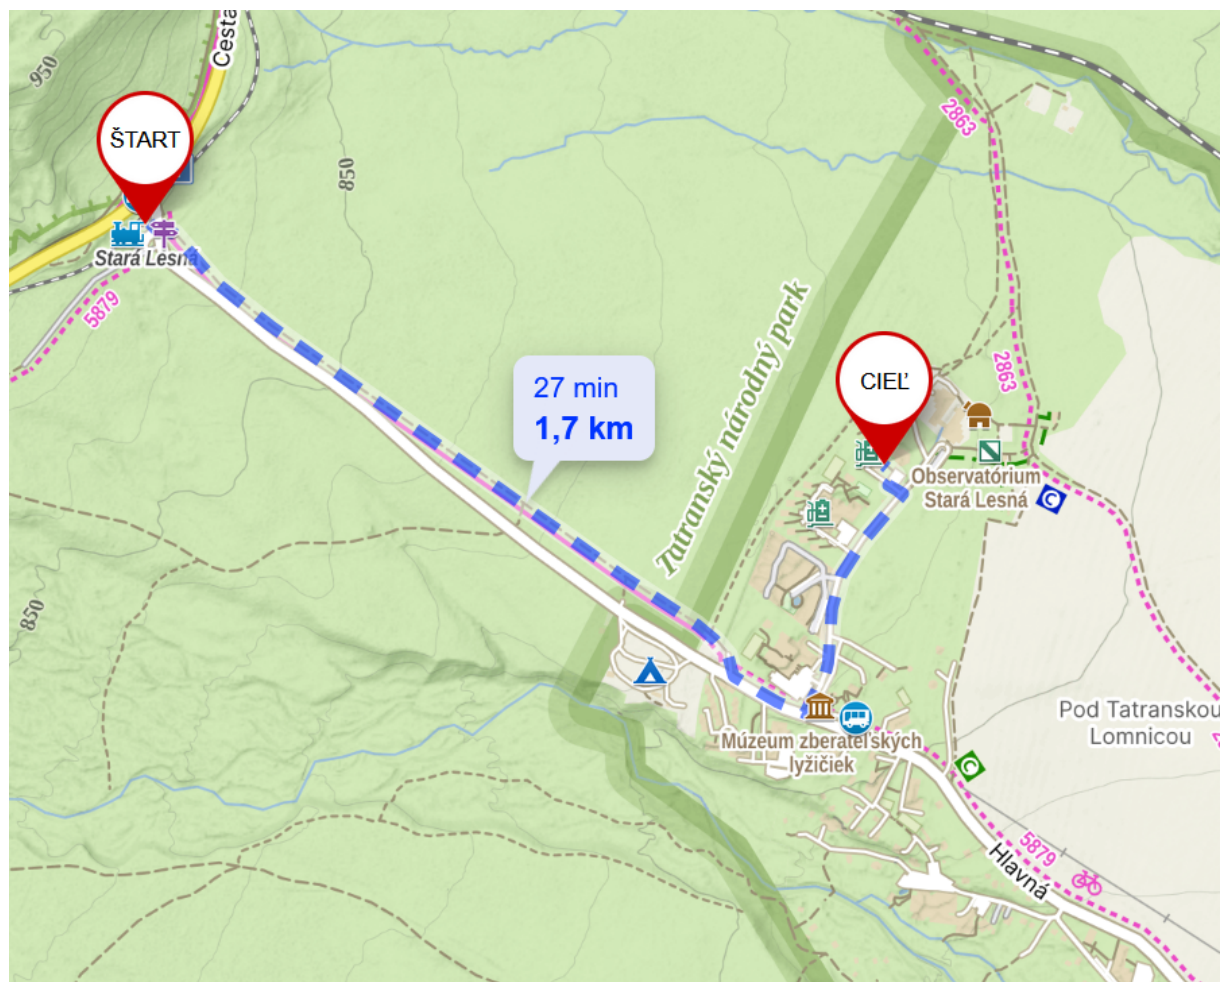 Cesta
950
2863
ŠTART
850
Stará Lesná
5879
Tatranský národný park
2863
27 min
1,7 km
CIEĽ
Observatórium
Stará Lesná
850
Pod Tatranskou
Lomnicou
Múzeum zberateľských
lyžičiek
5879
Hlavná